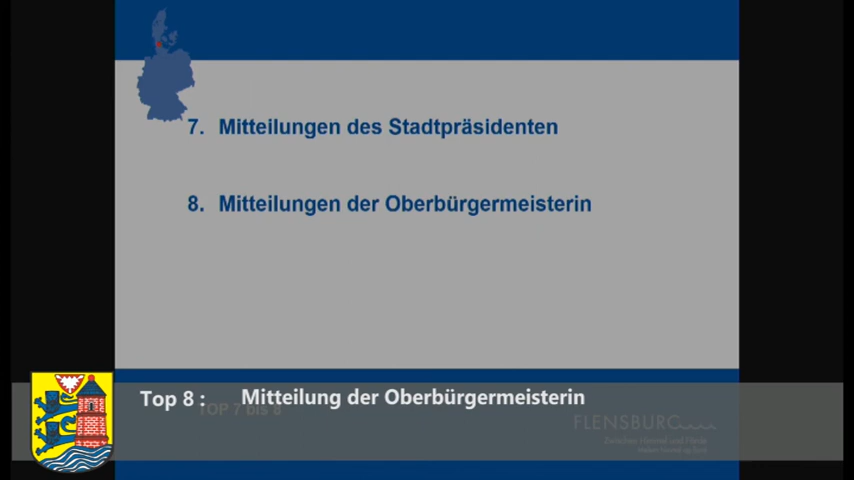 7. Mitteilungen des Stadtpräsidenten
8. Mitteilungen der Oberbürgermeisterin
Top 8 : Mitteilung der Oberbürgermeisterin
TOP 7 bis 8
FLENSBURG